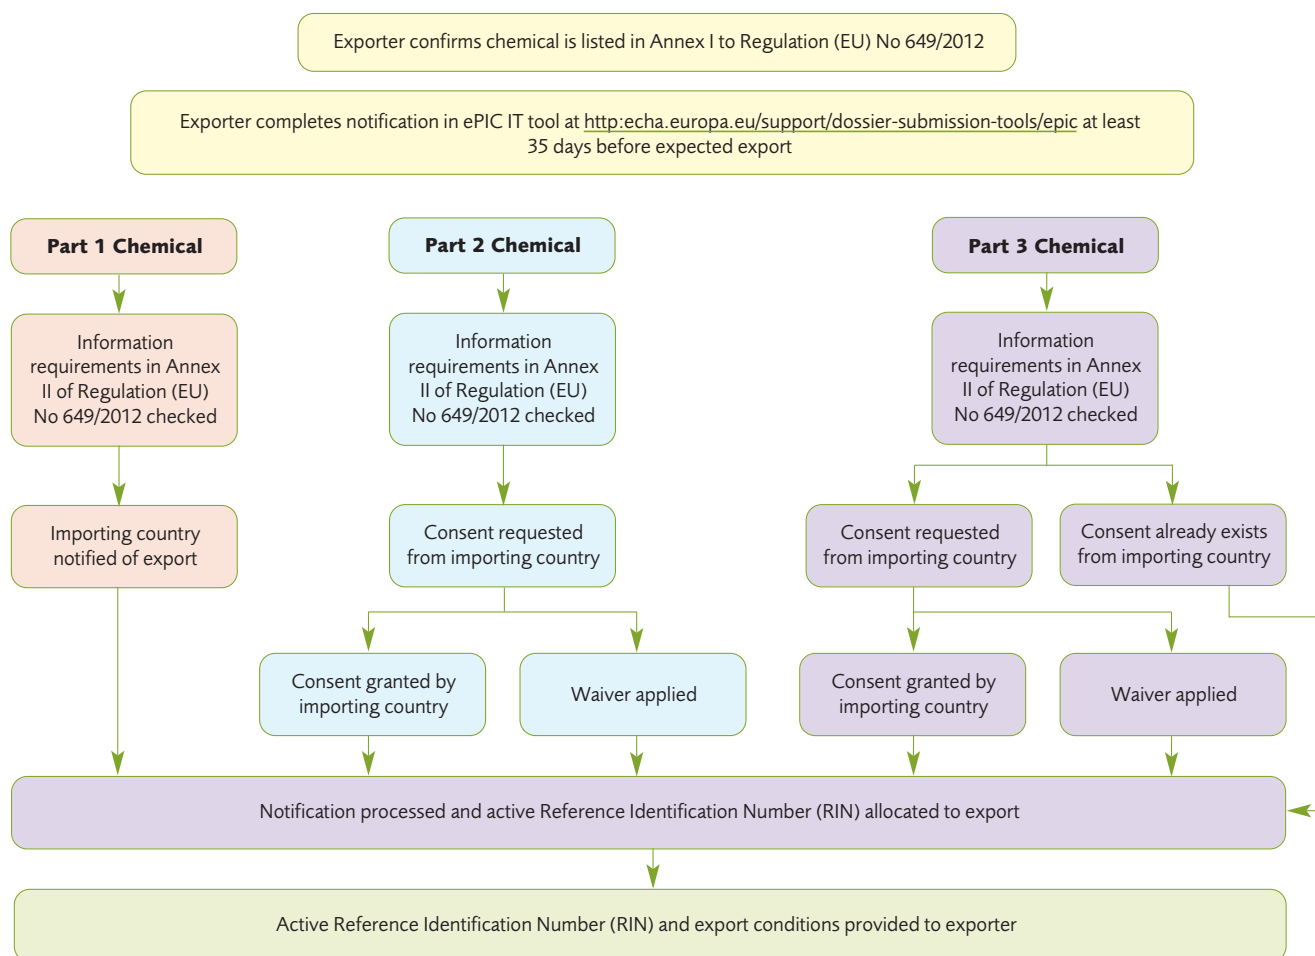 Exporter confirms chemical is listed in Annex I to Regulation (EU) No 649/2012
Exporter completes notification in ePIC IT tool at http:echa.europa.eu/support/dossier-submission-tools/epic at least
35 days before expected export
Part 1 Chemical
Part 2 Chemical
Part 3 Chemical
Information
requirements in Annex
II of Regulation (EU)
No 649/2012 checked
Information
requirements in Annex
II of Regulation (EU)
No 649/2012 checked
Information
requirements in Annex
II of Regulation (EU)
No 649/2012 checked
Importing country
notified of export
Consent requested
from importing country
Consent requested
from importing country
Consent already exists
from importing country
Consent granted by
importing country
Waiver applied
Consent granted by
importing country
Waiver applied
Notification processed and active Reference Identification Number (RIN) allocated to export
Active Reference Identification Number (RIN) and export conditions provided to exporter